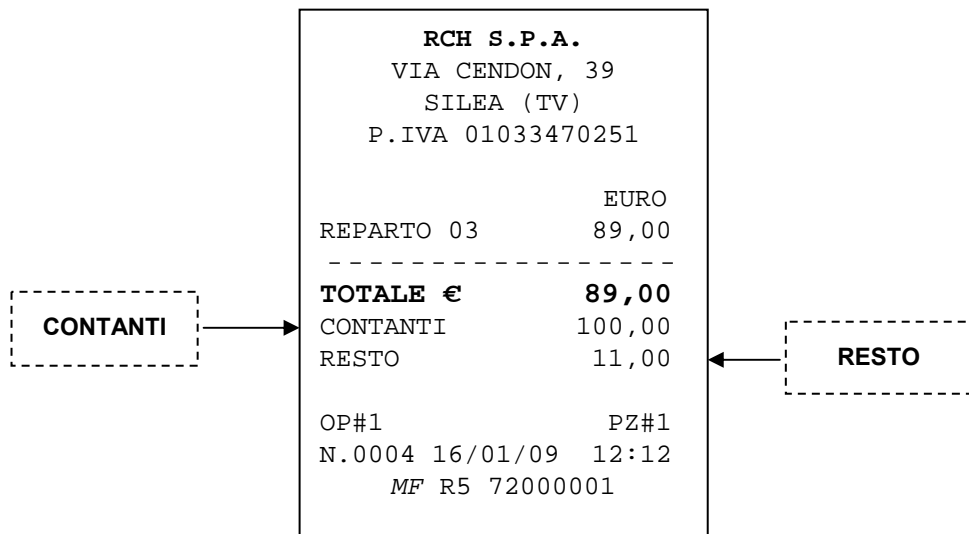 RCH S.P.A.
VIA CENDON, 39
SILEA (TV)
P.IVA 01033470251
EURO
REPARTO 03 89,00
- - - - - - - - - - - - - - - - -
TOTALE € 89,00
CONTANTI 100,00
RESTO 11,00
OP#1 PZ#1
N.0004 16/01/09 12:12
MF R5 72000001
CONTANTI
RESTO